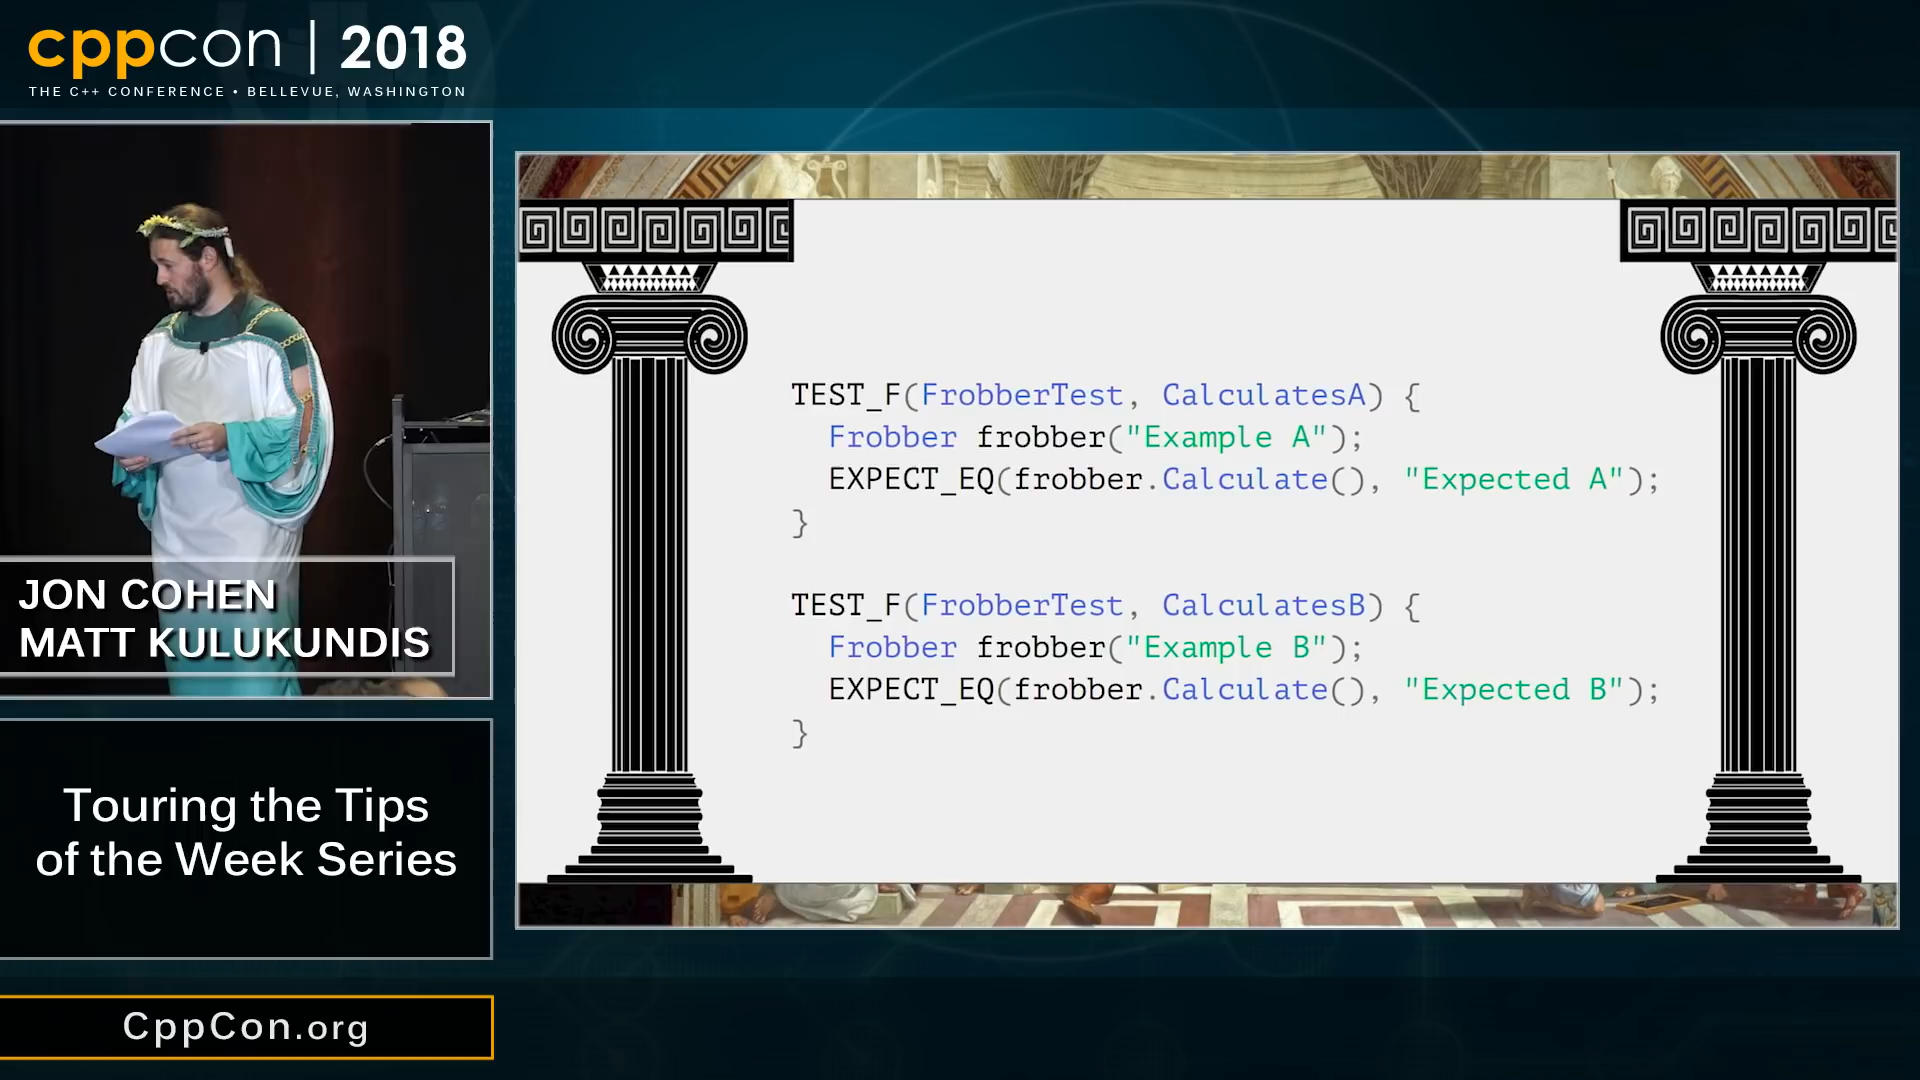 cppcon | 2018
THE C++ CONFERENCE • BELLEVUE, WASHINGTON
JON COHEN
MATT KULUKUNDIS
Touring the Tips
of the Week Series
CppCon.org
TEST_F(FrobberTest, CalculatesA) {
  Frobber frobber("Example A");
  EXPECT_EQ(frobber.Calculate(), "Expected A");
}
TEST_F(FrobberTest, CalculatesB) {
  Frobber frobber("Example B");
  EXPECT_EQ(frobber.Calculate(), "Expected B");
}